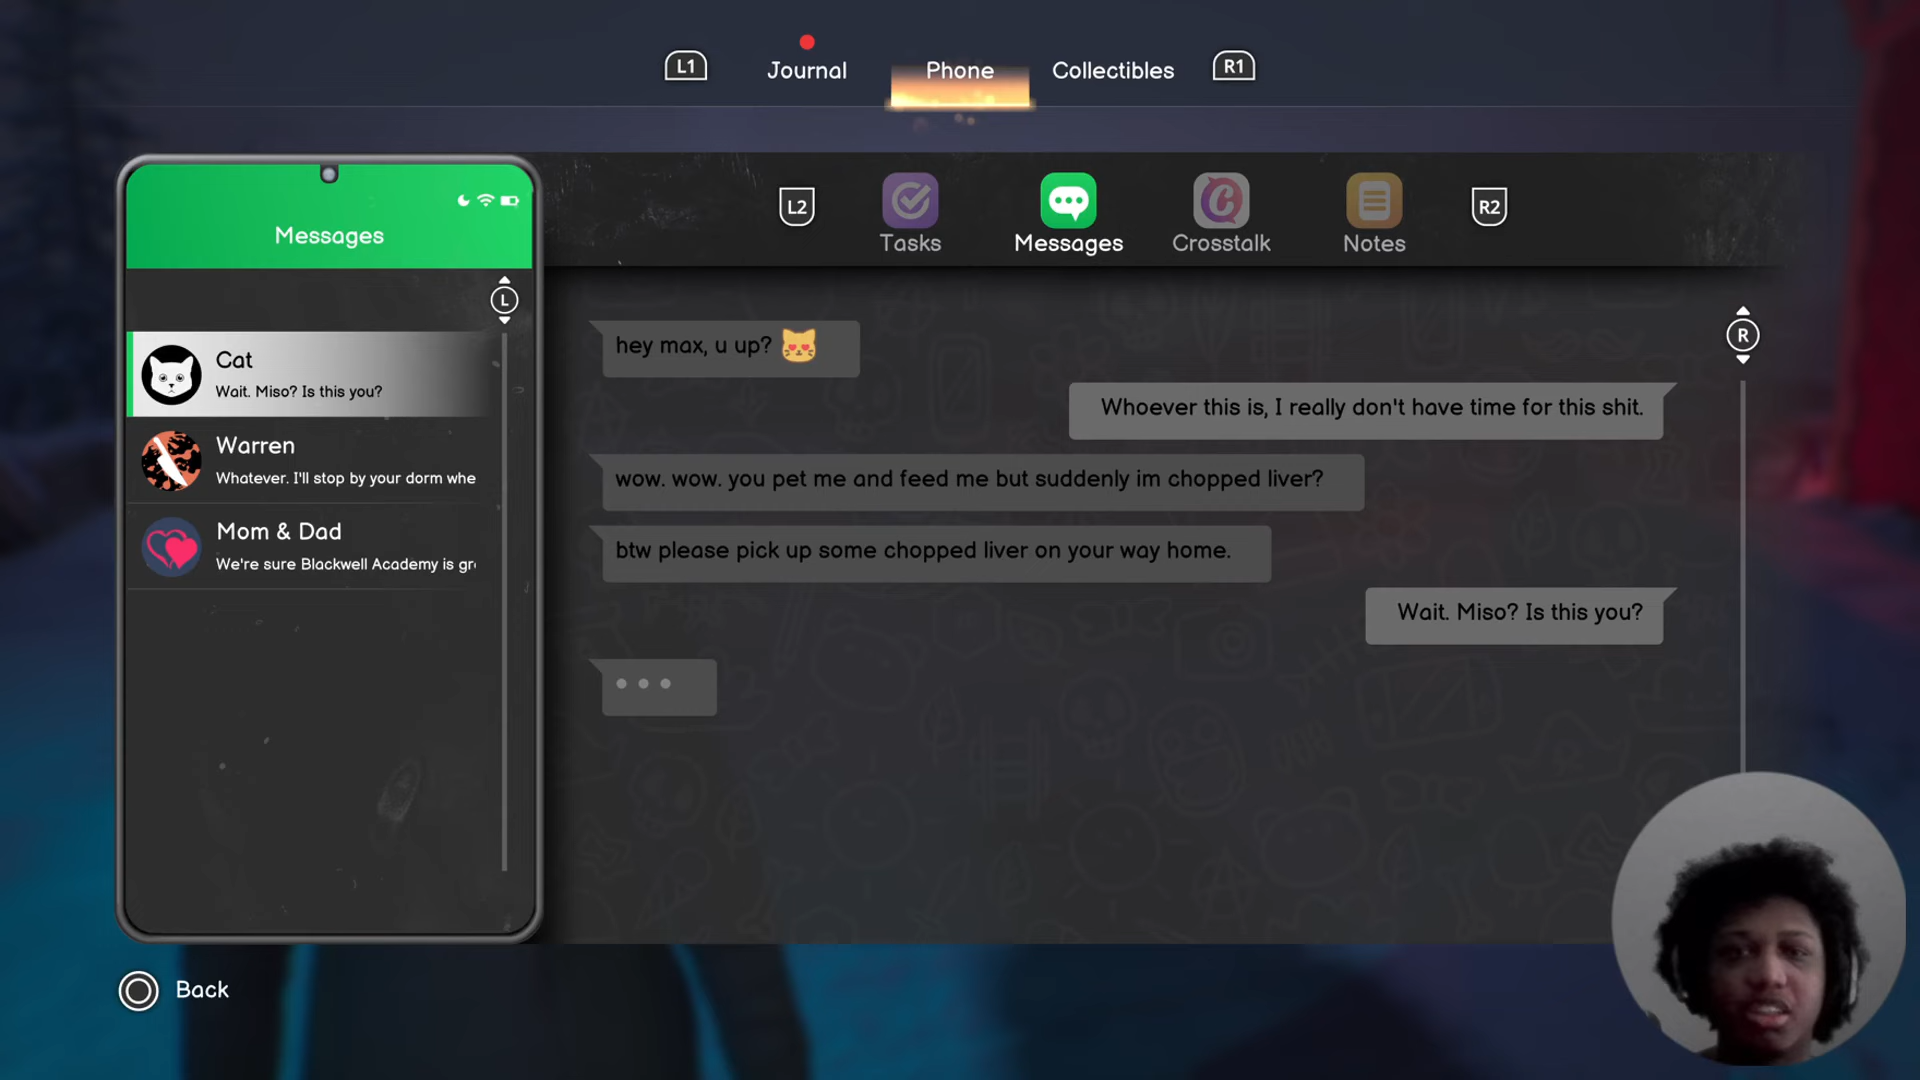 L1
Journal
Phone
Collectibles
R1
Messages
L2
Tasks
Messages
Crosstalk
Notes
R2
L
Cat
Wait. Miso? Is this you?
Warren
Whatever. I'll stop by your dorm whe
Mom & Dad
We're sure Blackwell Academy is gr
R
hey max, u up?
Whoever this is, I really don't have time for this shit.
wow. wow. you pet me and feed me but suddenly im chopped liver?
btw please pick up some chopped liver on your way home.
Wait. Miso? Is this you?
Back